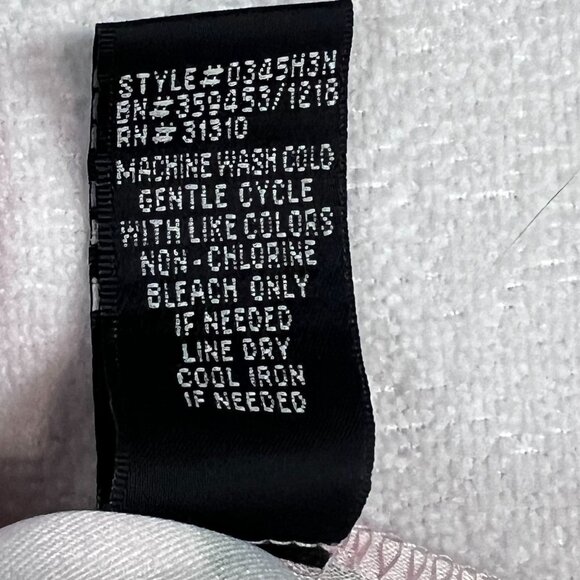 STYLE# 0345H3N
BN# 359453/1218
RN# 31310
MACHINE WASH COLD
GENTLE CYCLE
WITH LIKE COLORS
NON-CHLORINE
BLEACH ONLY
IF NEEDED
LINE DRY
COOL IRON
IF NEEDED